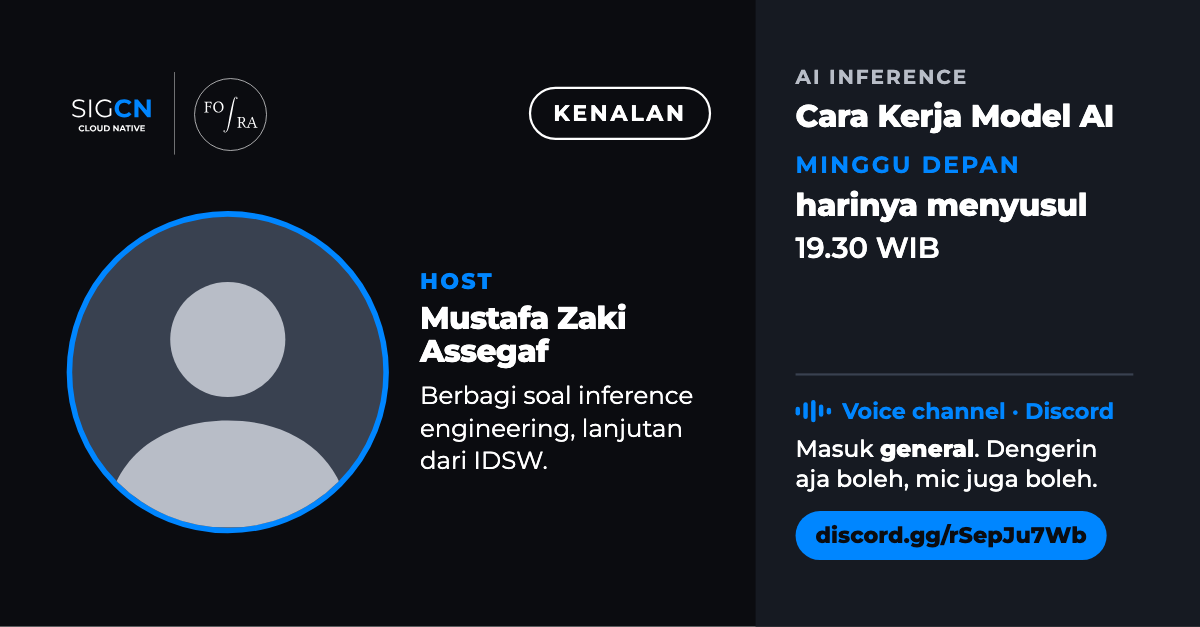 SIGCN
CLOUD NATIVE
FO RA
KENALAN
HOST
Mustafa Zaki
Assegaf
Berbagi soal inference
engineering, lanjutan
dari IDSW.
AI INFERENCE
Cara Kerja Model AI
MINGGU DEPAN
harinya menyusul
19.30 WIB
Voice channel · Discord
Masuk general. Dengerin
aja boleh, mic juga boleh.
discord.gg/rSepJu7Wb